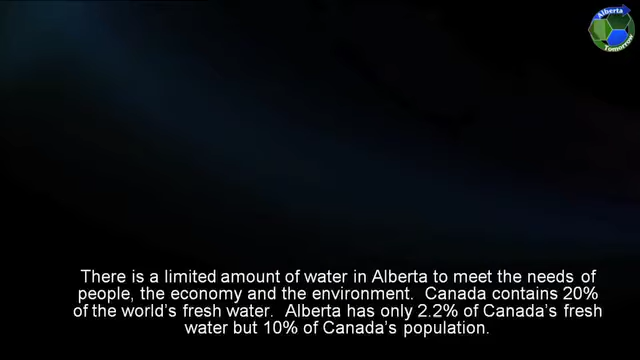 Alberta
Tomorrow
There is a limited amount of water in Alberta to meet the needs of
people, the economy and the environment.  Canada contains 20%
of the world's fresh water.  Alberta has only 2.2% of Canada's fresh
water but 10% of Canada's population.